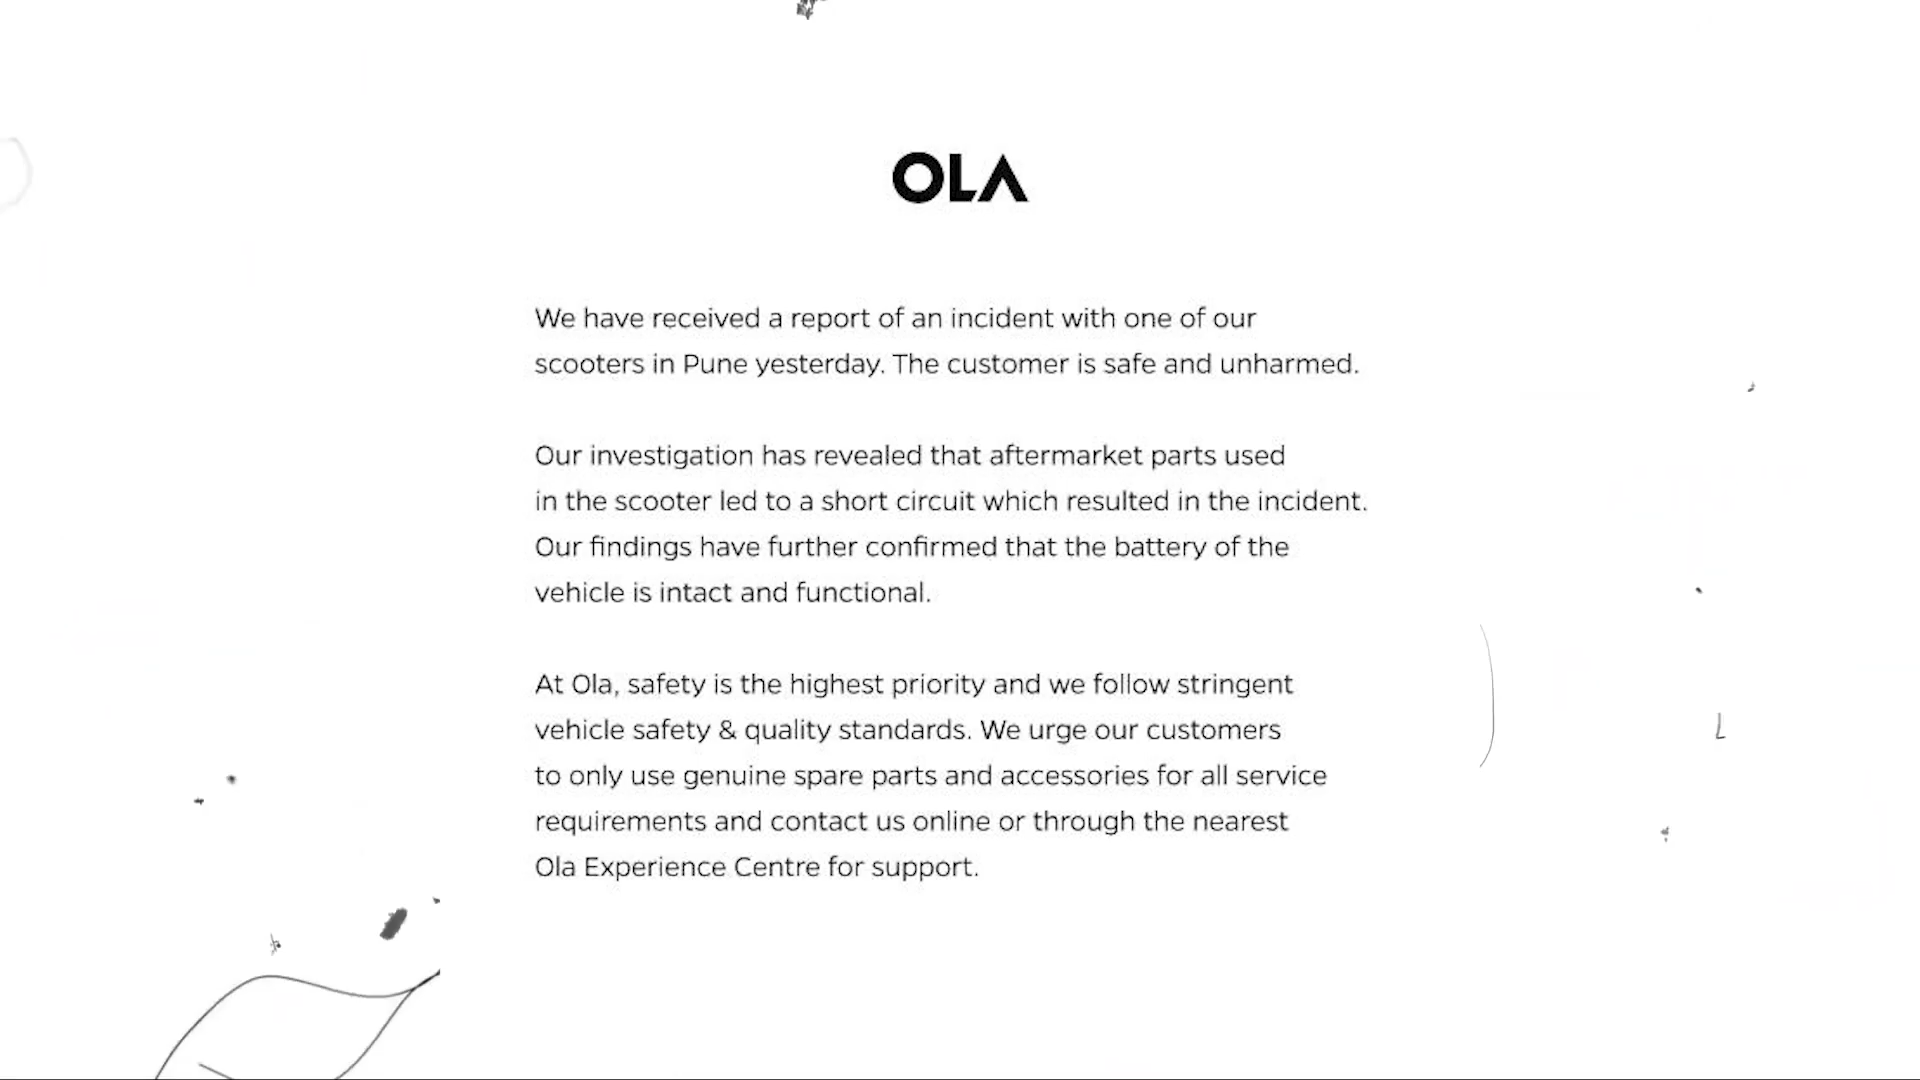 OLA
We have received a report of an incident with one of our
scooters in Pune yesterday. The customer is safe and unharmed.
Our investigation has revealed that aftermarket parts used
in the scooter led to a short circuit which resulted in the incident.
Our findings have further confirmed that the battery of the
vehicle is intact and functional.
At Ola, safety is the highest priority and we follow stringent
vehicle safety & quality standards. We urge our customers
to only use genuine spare parts and accessories for all service
requirements and contact us online or through the nearest
Ola Experience Centre for support.